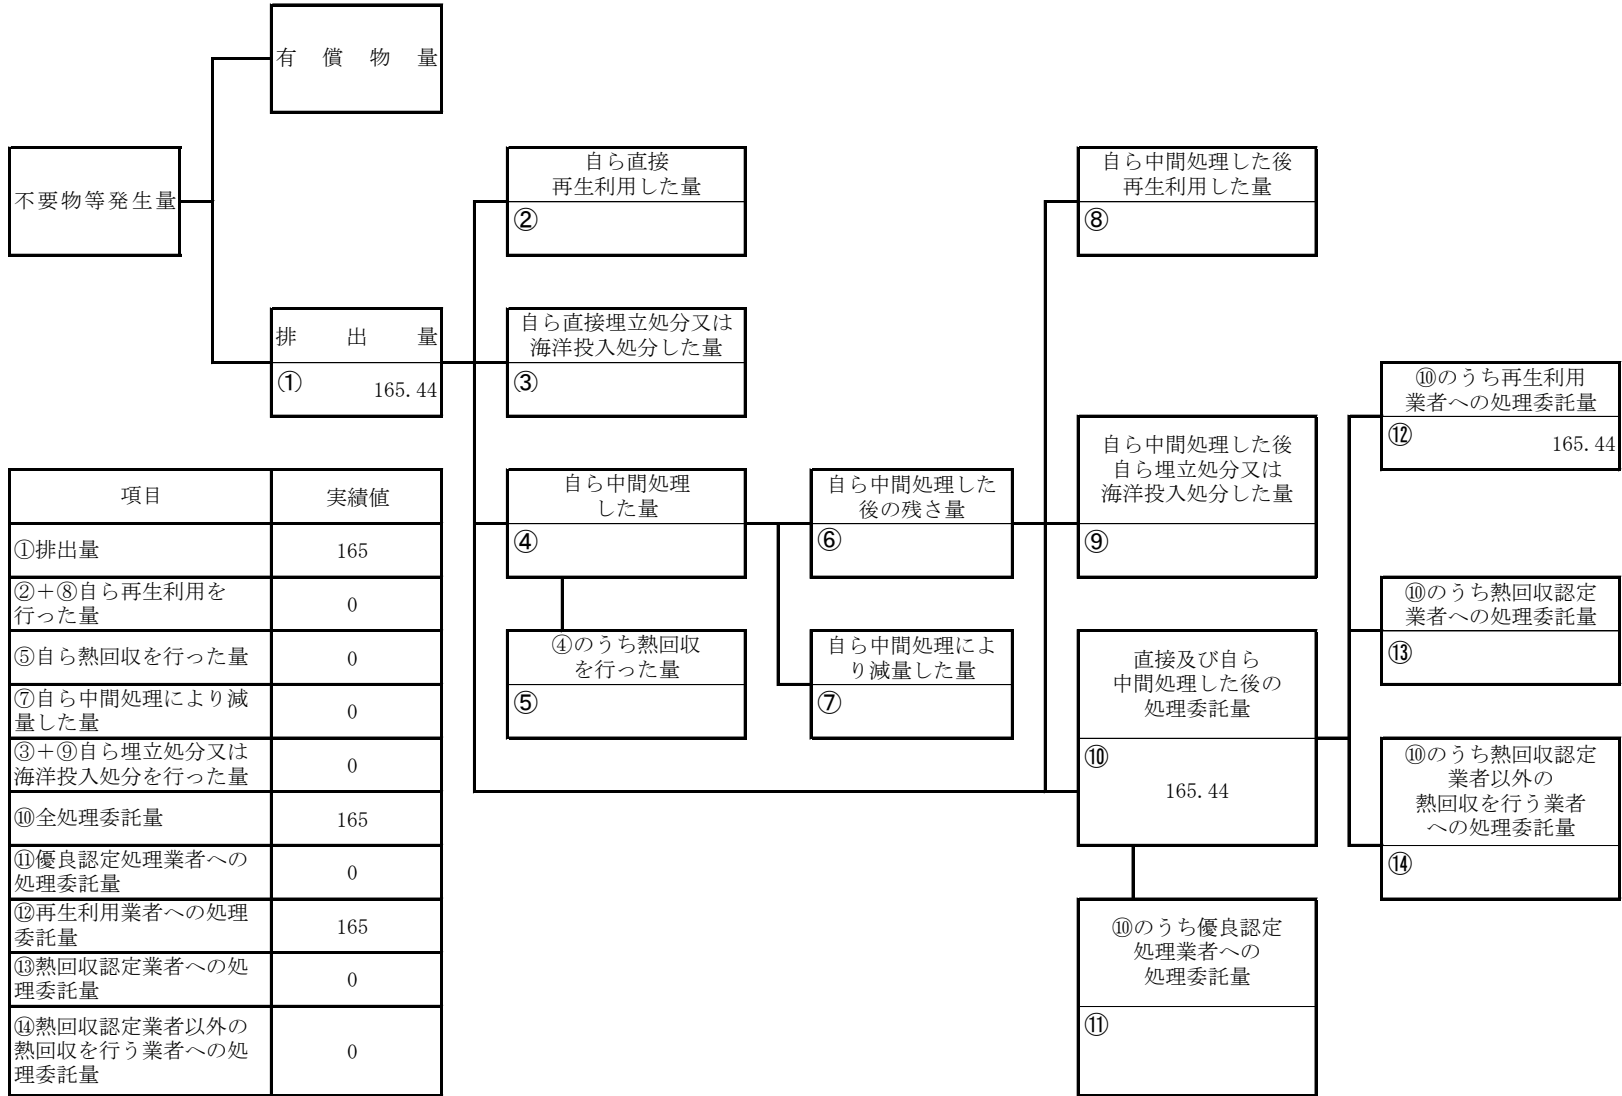 有償物量
不要物等発生量
排出量
①
165.44
自ら直接
再生利用した量
②
自ら直接埋立処分又は
海洋投入処分した量
③
自ら中間処理
した量
④
④のうち熱回収
を行った量
⑤
自ら中間処理した
後の残さ量
⑥
自ら中間処理によ
り減量した量
⑦
自ら中間処理した後
再生利用した量
⑧
自ら中間処理した後
自ら埋立処分又は
海洋投入処分した量
⑨
直接及び自ら
中間処理した後の
処理委託量
⑩
165.44
⑩のうち優良認定
処理業者への
処理委託量
⑪
⑩のうち再生利用
業者への処理委託量
⑫
165.44
⑩のうち熱回収認定
業者への処理委託量
⑬
⑩のうち熱回収認定
業者以外の
熱回収を行う業者
への処理委託量
⑭
項目 実績値
①排出量 165
②+⑧自ら再生利用を
行った量 0
⑤自ら熱回収を行った量 0
⑦自ら中間処理により減
量した量 0
③+⑨自ら埋立処分又は
海洋投入処分を行った量 0
⑩全処理委託量 165
⑪優良認定処理業者への
処理委託量 0
⑫再生利用業者への処理
委託量 165
⑬熱回収認定業者への処
理委託量 0
⑭熱回収認定業者以外の
熱回収を行う業者への処
理委託量 0